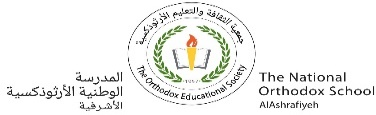 المدرسة
الوطنية الأرثوذكسية
الأشرفية
جمعية الثقافة والتعليم الأرثوذكسية
The Orthodox Educational Society
The National
Orthodox School
AlAshrafiyeh